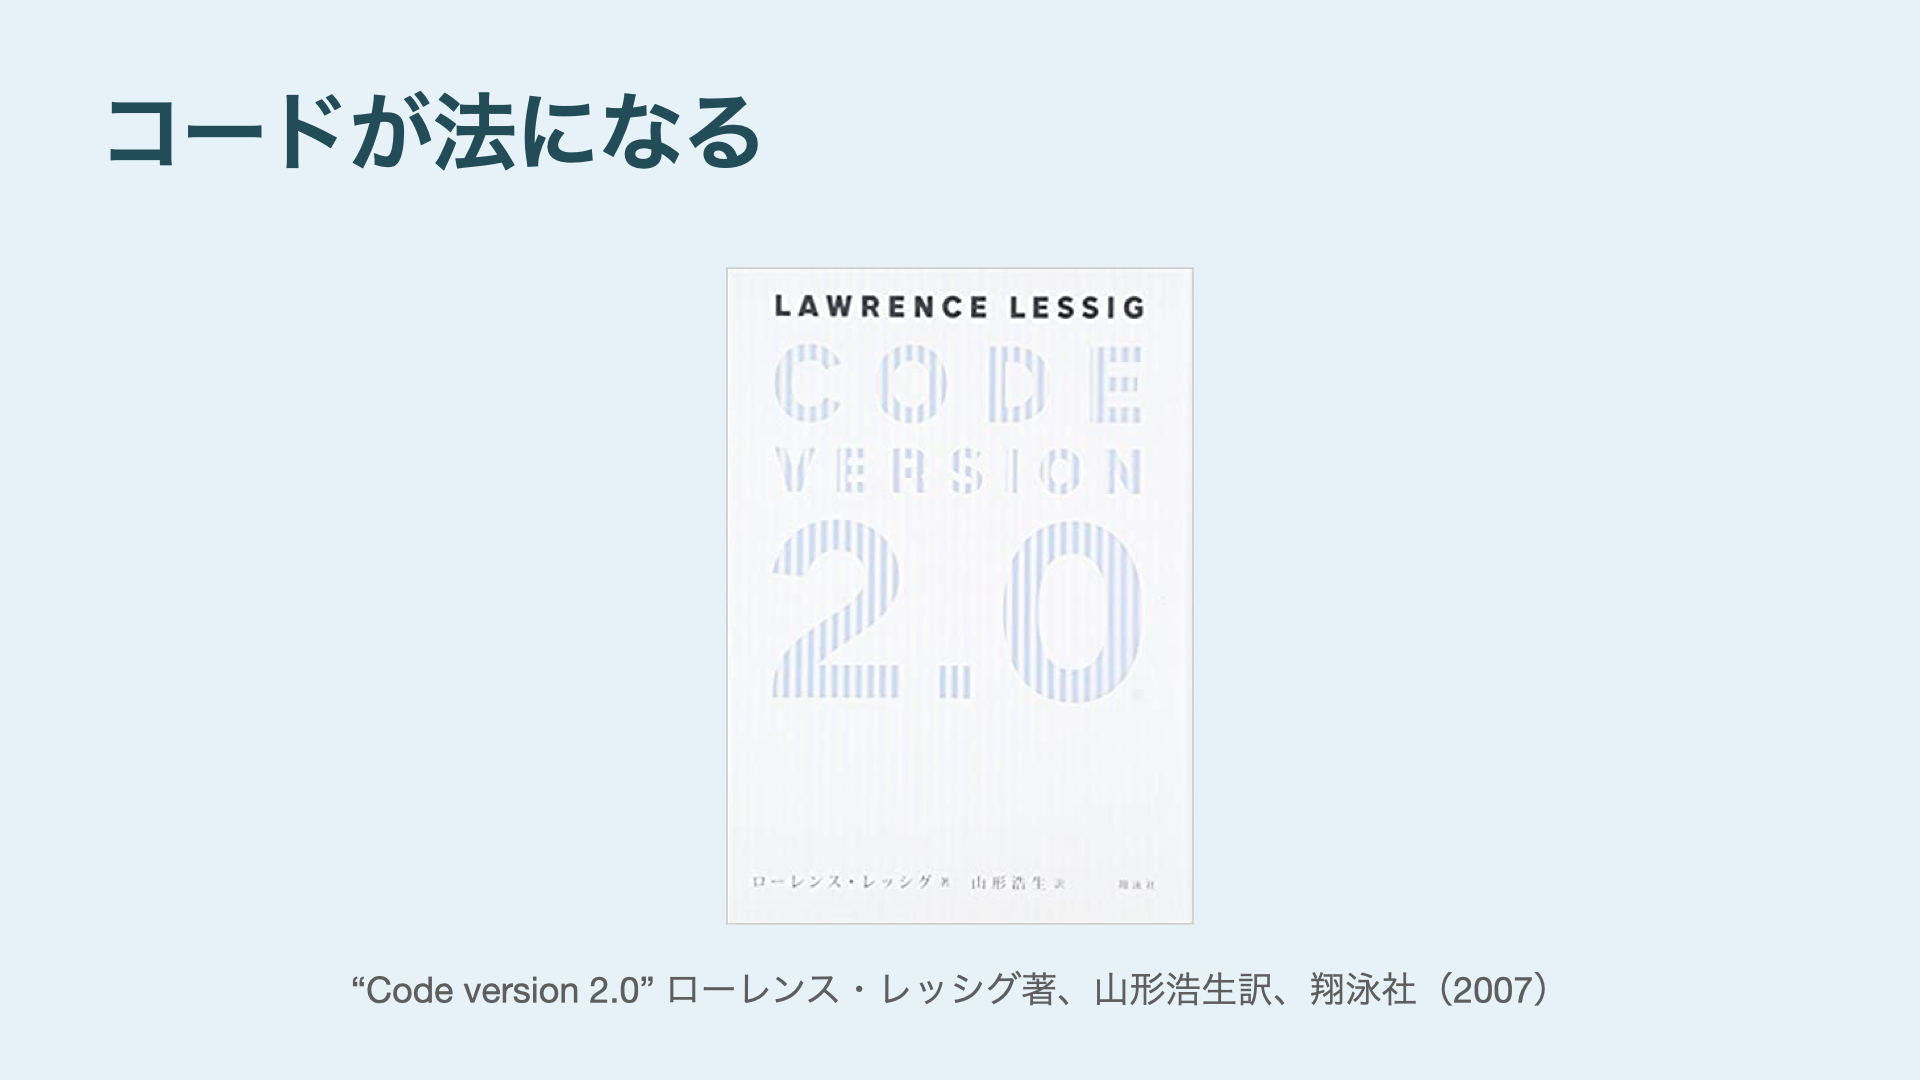 コードが法になる
LAWRENCE LESSIG
CODE
VERSION
2.0
ローレンス・レッシグ 著 山形浩生 訳 翔泳社
“Code version 2.0” ローレンス・レッシグ著、山形浩生訳、翔泳社（2007）